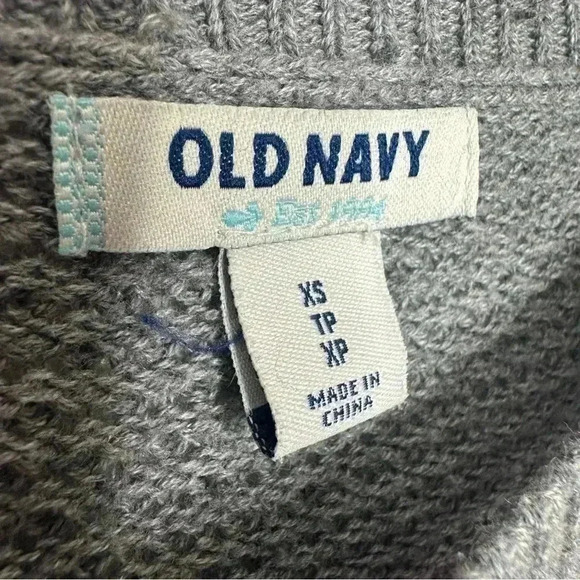 OLD NAVY
Est 1994
XS
TP
XP
MADE IN
CHINA